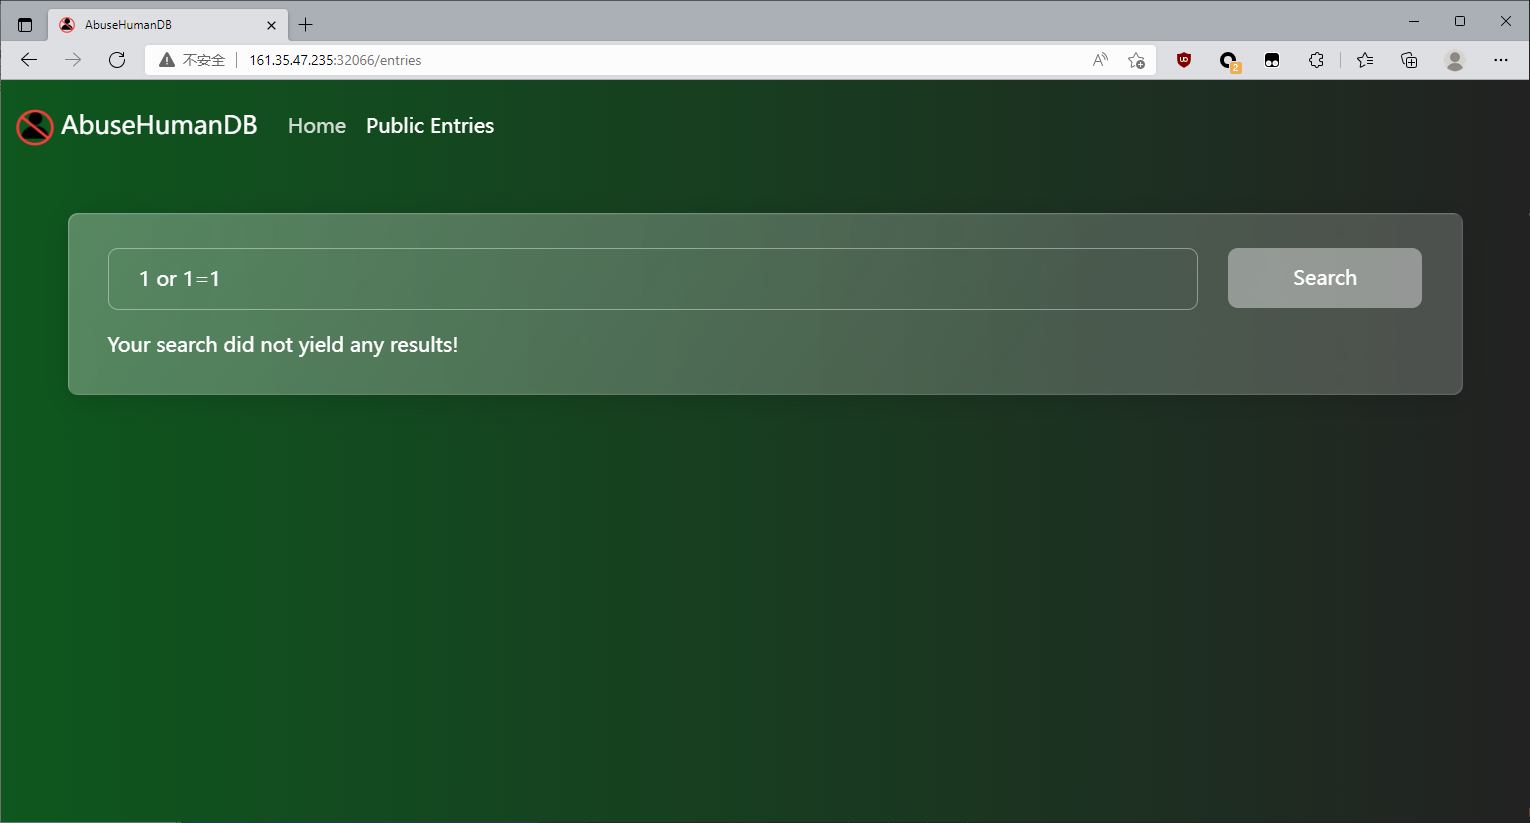 AbuseHumanDB
不安全 161.35.47.235:32066/entries
2
AbuseHumanDB Home Public Entries
1 or 1=1
Search
Your search did not yield any results!